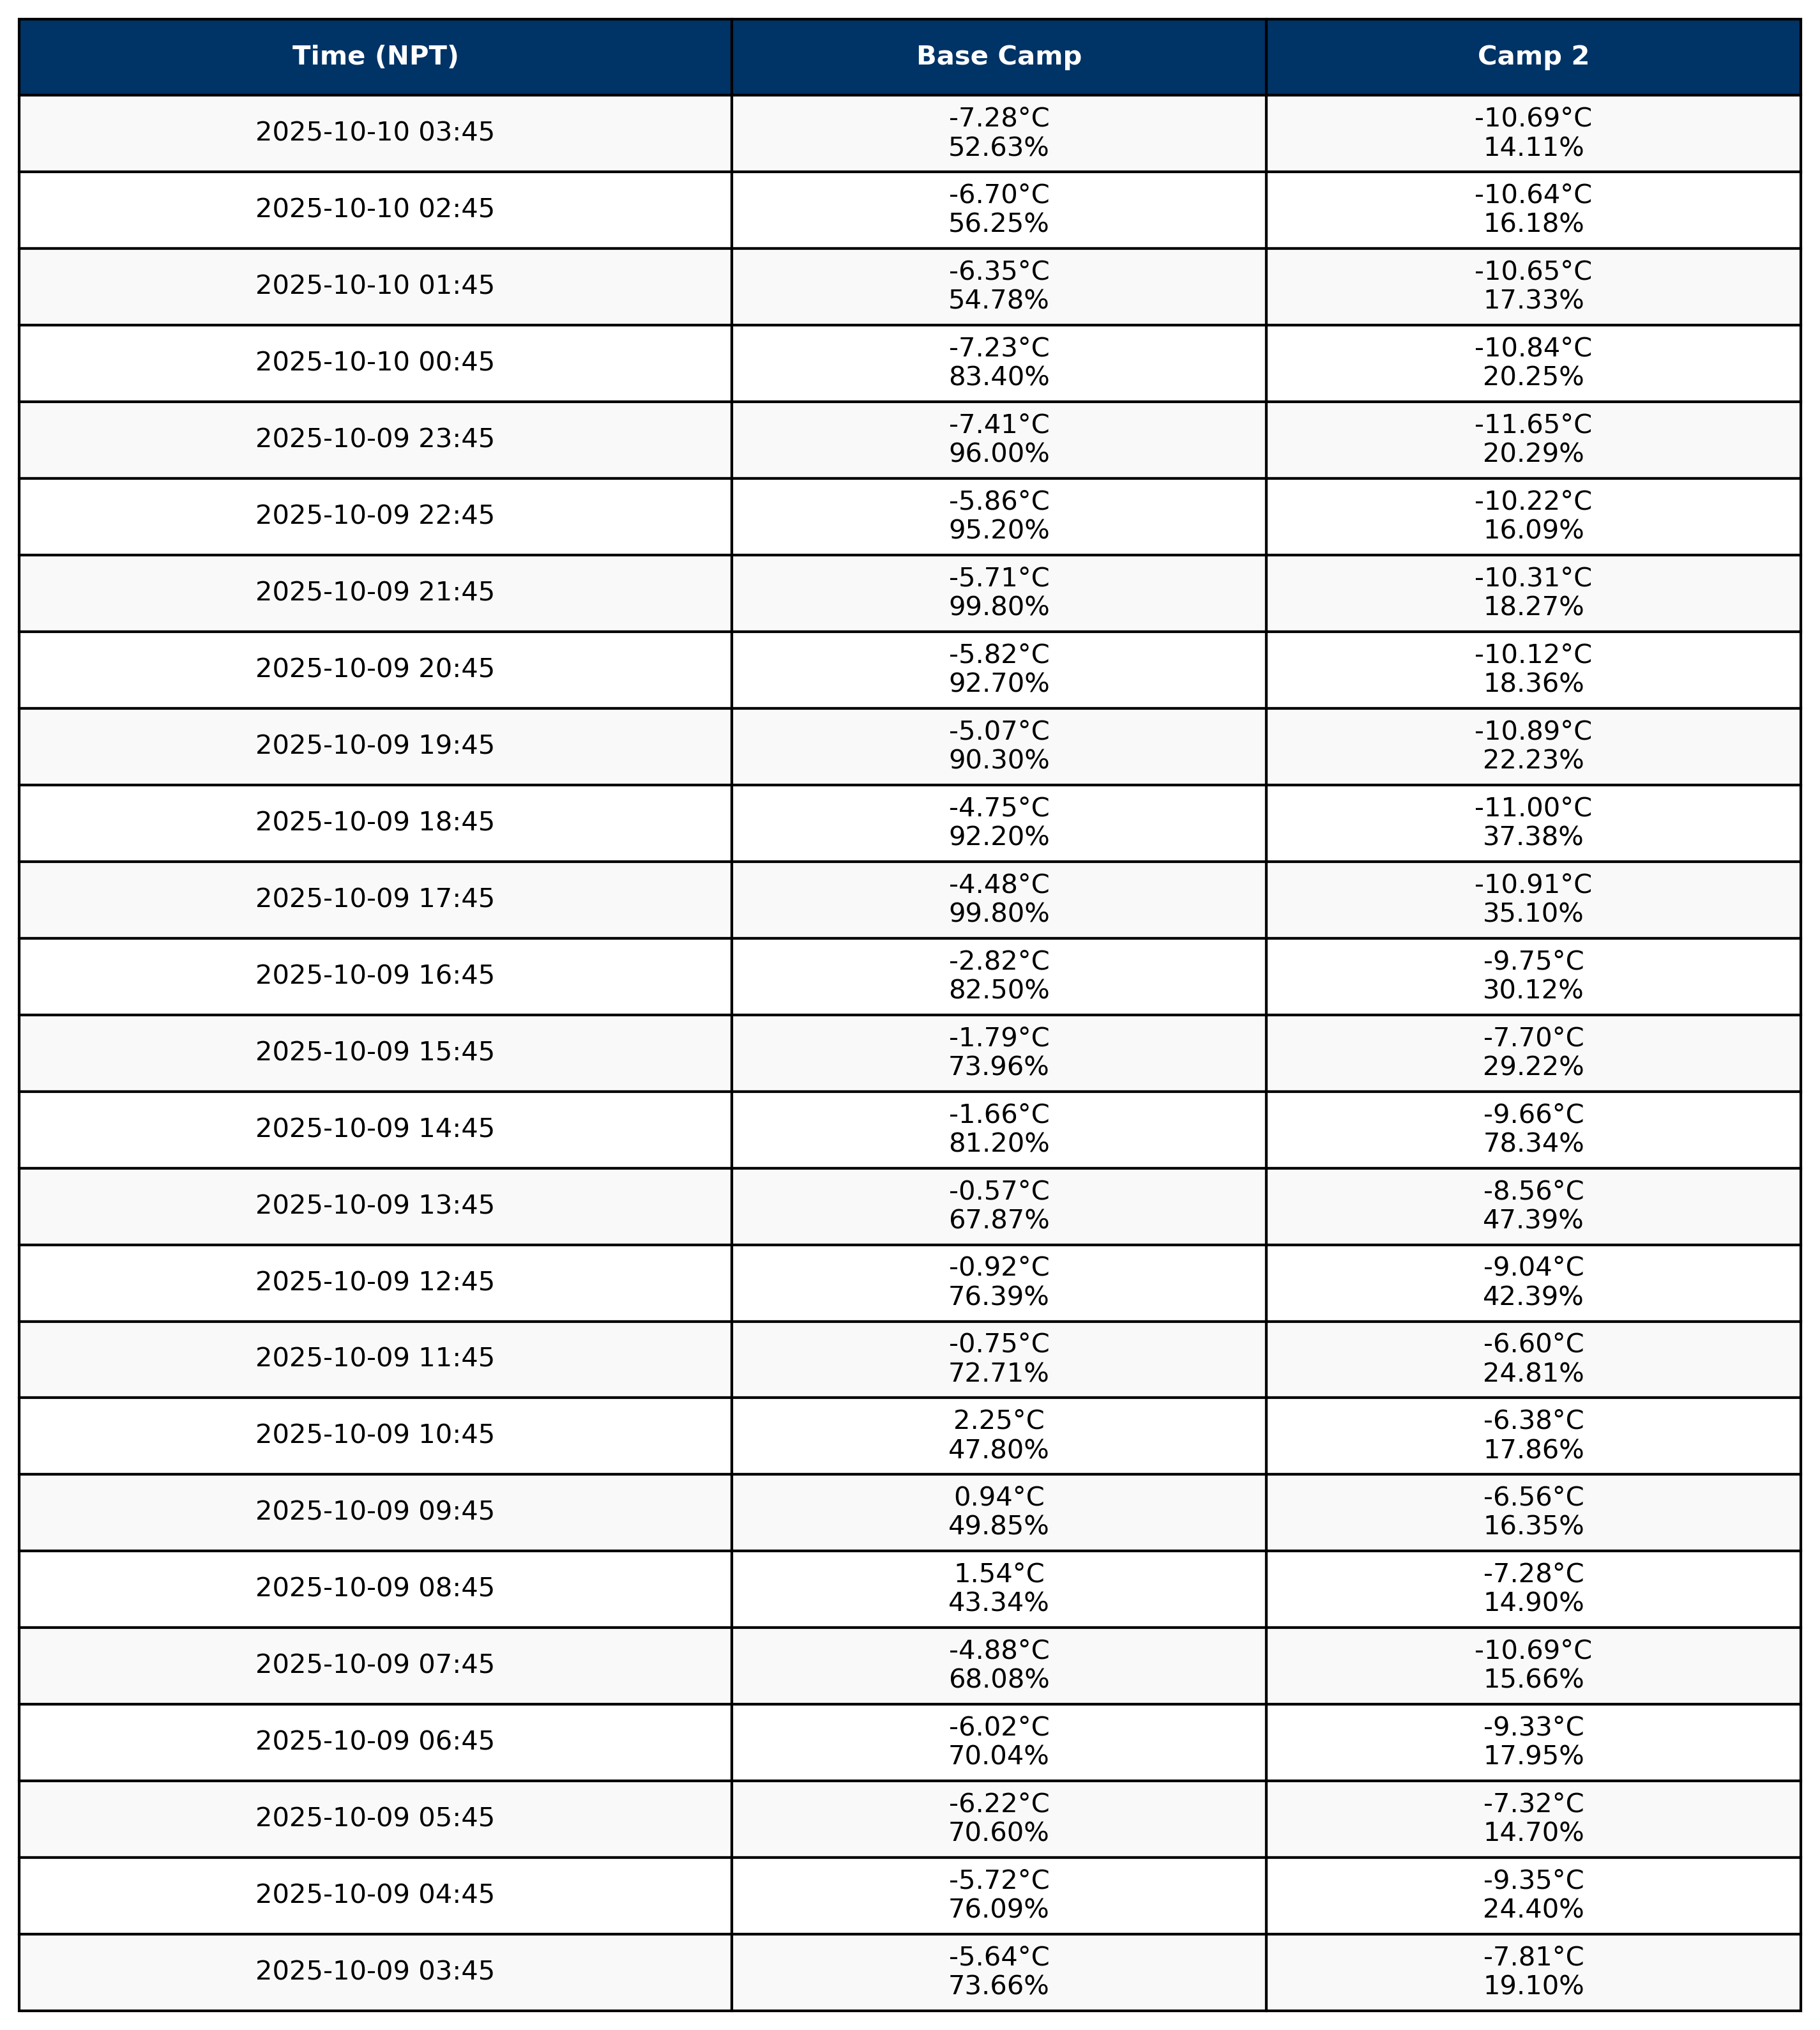 Time (NPT) Base Camp Camp 2
2025-10-10 03:45
-7.28°C
52.63%
-10.69°C
14.11%
2025-10-10 02:45
-6.70°C
56.25%
-10.64°C
16.18%
2025-10-10 01:45
-6.35°C
54.78%
-10.65°C
17.33%
2025-10-10 00:45
-7.23°C
83.40%
-10.84°C
20.25%
2025-10-09 23:45
-7.41°C
96.00%
-11.65°C
20.29%
2025-10-09 22:45
-5.86°C
95.20%
-10.22°C
16.09%
2025-10-09 21:45
-5.71°C
99.80%
-10.31°C
18.27%
2025-10-09 20:45
-5.82°C
92.70%
-10.12°C
18.36%
2025-10-09 19:45
-5.07°C
90.30%
-10.89°C
22.23%
2025-10-09 18:45
-4.75°C
92.20%
-11.00°C
37.38%
2025-10-09 17:45
-4.48°C
99.80%
-10.91°C
35.10%
2025-10-09 16:45
-2.82°C
82.50%
-9.75°C
30.12%
2025-10-09 15:45
-1.79°C
73.96%
-7.70°C
29.22%
2025-10-09 14:45
-1.66°C
81.20%
-9.66°C
78.34%
2025-10-09 13:45
-0.57°C
67.87%
-8.56°C
47.39%
2025-10-09 12:45
-0.92°C
76.39%
-9.04°C
42.39%
2025-10-09 11:45
-0.75°C
72.71%
-6.60°C
24.81%
2025-10-09 10:45
2.25°C
47.80%
-6.38°C
17.86%
2025-10-09 09:45
0.94°C
49.85%
-6.56°C
16.35%
2025-10-09 08:45
1.54°C
43.34%
-7.28°C
14.90%
2025-10-09 07:45
-4.88°C
68.08%
-10.69°C
15.66%
2025-10-09 06:45
-6.02°C
70.04%
-9.33°C
17.95%
2025-10-09 05:45
-6.22°C
70.60%
-7.32°C
14.70%
2025-10-09 04:45
-5.72°C
76.09%
-9.35°C
24.40%
2025-10-09 03:45
-5.64°C
73.66%
-7.81°C
19.10%